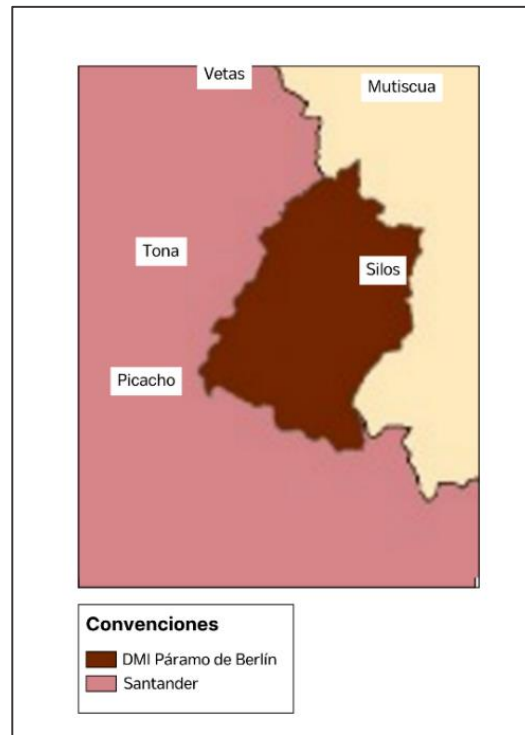 Vetas
Mutiscua
Tona
Silos
Picacho
Convenciones
DMI Páramo de Berlín
Santander